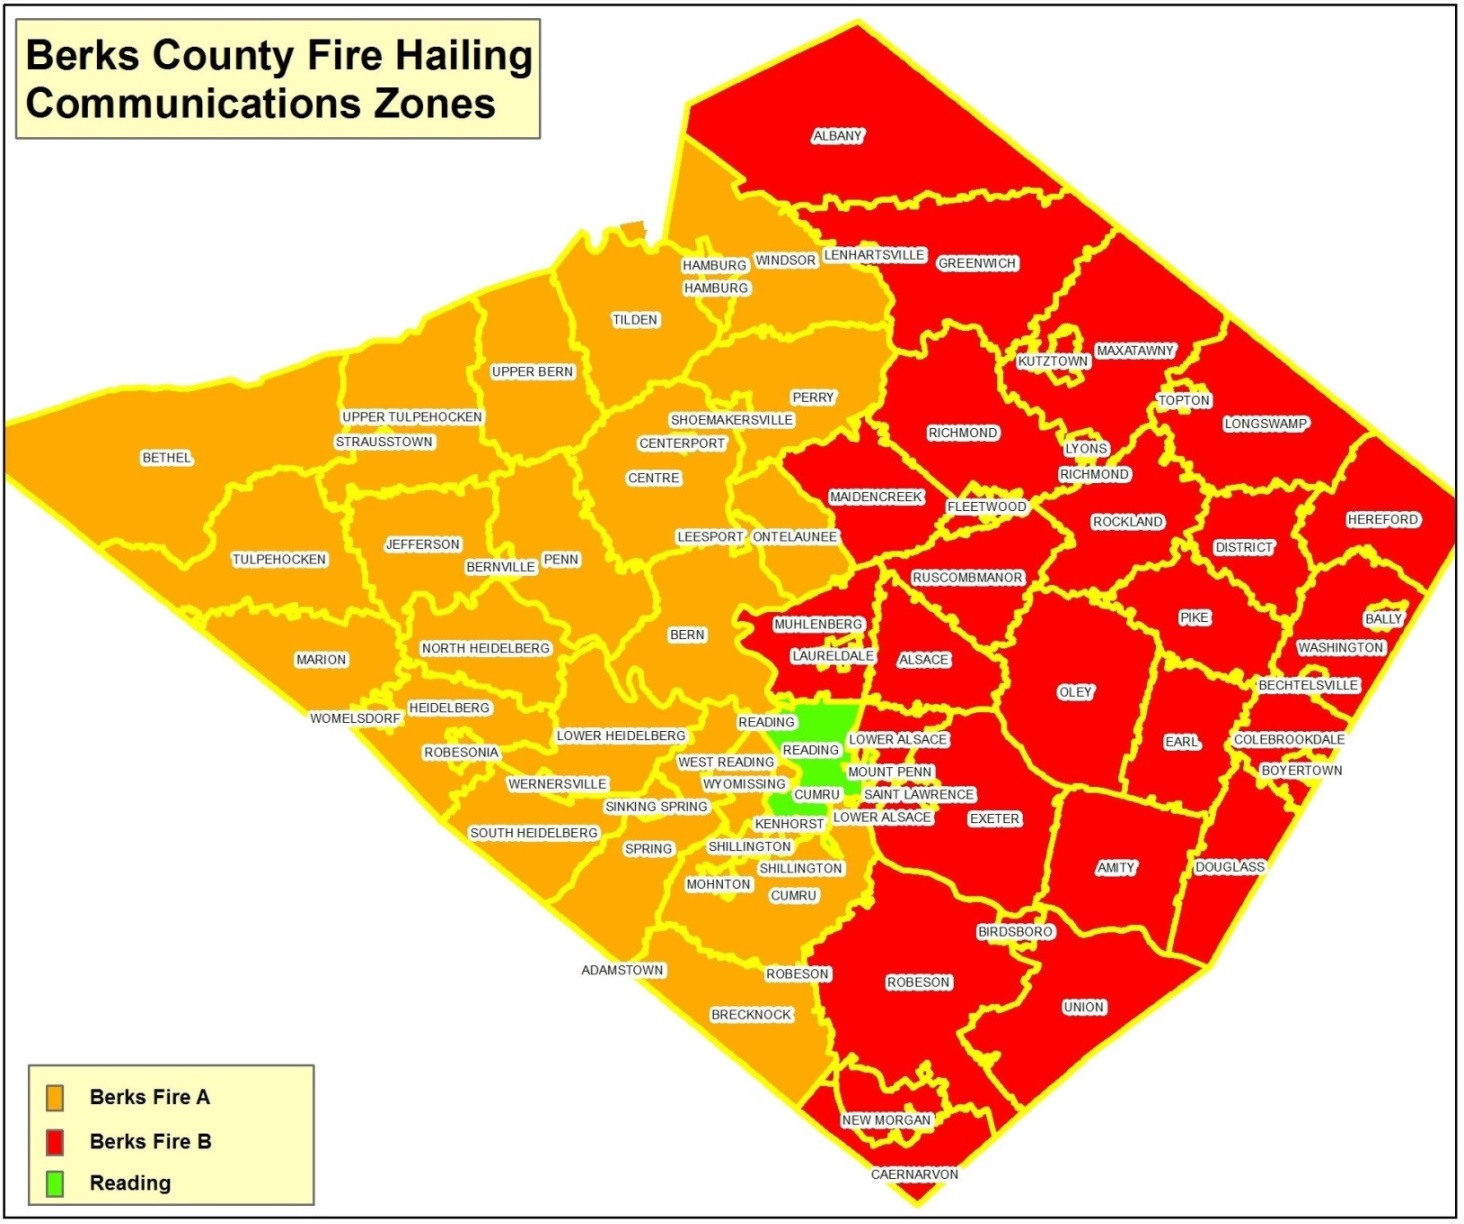 Berks County Fire Hailing
Communications Zones
ALBANY
LENHARTSVILLE
GREENWICH
HAMBURG
WINDSOR
HAMBURG
TILDEN
UPPER BERN
KUTZTOWN
MAXATAWNY
PERRY
TOPTON
LONGSWAMP
UPPER TULPEHOCKEN
SHOEMAKERSVILLE
STRAUSSTOWN
CENTERPORT
RICHMOND
LYONS
BETHEL
CENTRE
RICHMOND
MAIDENCREEK
FLEETWOOD
ROCKLAND
HEREFORD
LEESPORT
ONTELAUNEE
JEFFERSON
DISTRICT
TULPEHOCKEN
BERNVILLE
PENN
RUSCOMBMANOR
PIKE
BALLY
MUHLENBERG
BERN
NORTH HEIDELBERG
WASHINGTON
MARION
LAURELDALE
ALSACE
OLEY
BECHTELSVILLE
HEIDELBERG
WOMELSDORF
READING
LOWER HEIDELBERG
LOWER ALSACE
EARL
COLEBROOKDALE
ROBESONIA
READING
WEST READING
MOUNT PENN
BOYERTOWN
WERNERSVILLE
WYOMISSING
CUMRU
SAINT LAWRENCE
SINKING SPRING
KENHORST
LOWER ALSACE
EXETER
SOUTH HEIDELBERG
SPRING
SHILLINGTON
SHILLINGTON
AMITY
DOUGLASS
MOHNTON
CUMRU
BIRDSBORO
ADAMSTOWN
ROBESON
ROBESON
BRECKNOCK
UNION
NEW MORGAN
CAERNARVON
Berks Fire A
Berks Fire B
Reading